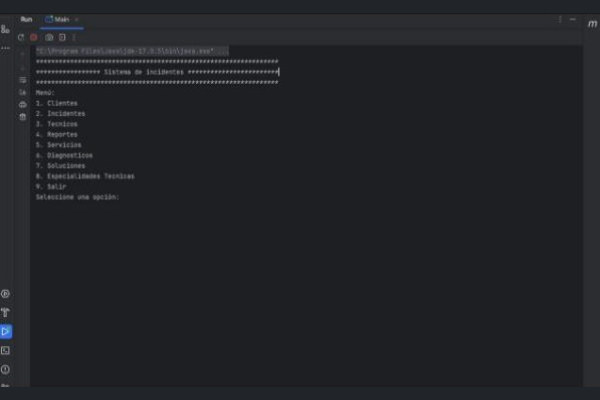 Run Main
"C:\Program Files\Java\jdk-17.0.5\bin\java.exe" ...
****************************************************************
***************** Sistema de incidentes ************************
****************************************************************
Menú:
1. Clientes
2. Incidentes
3. Tecnicos
4. Reportes
5. Servicios
6. Diagnosticos
7. Soluciones
8. Especialidades Tecnicas
9. Salir
Seleccione una opción:
m